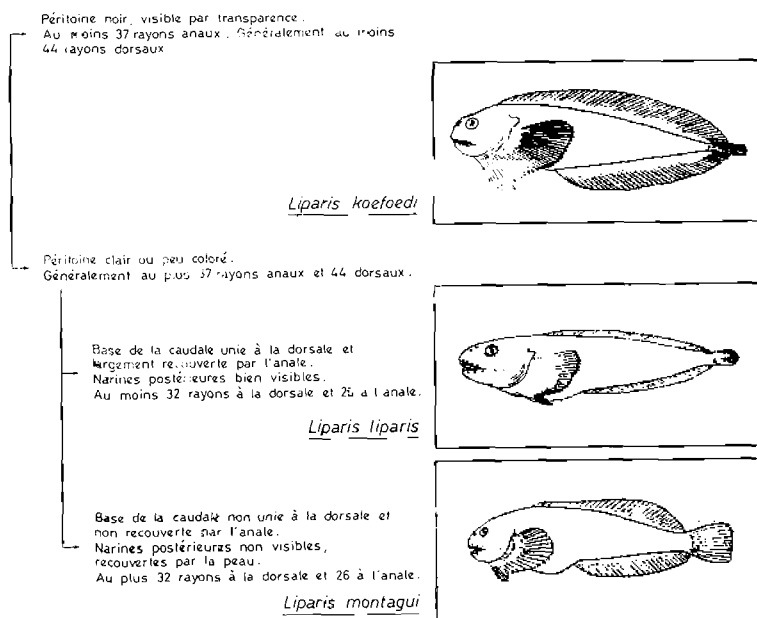 Péritoine noir, visible par transparence.
Au moins 37 rayons anaux. Généralement au moins
44 rayons dorsaux
Liparis koefoedi
Péritoine clair ou peu coloré.
Généralement au plus 37 rayons anaux et 44 dorsaux.
Base de la caudale unie à la dorsale et
largement recouverte par l'anale.
Narines postérieures bien visibles.
Au moins 32 rayons à la dorsale et 26 à l'anale.
Liparis liparis
Base de la caudale non unie à la dorsale et
non recouverte par l'anale.
Narines postérieures non visibles,
recouvertes par la peau.
Au plus 32 rayons à la dorsale et 26 à l'anale.
Liparis montagui